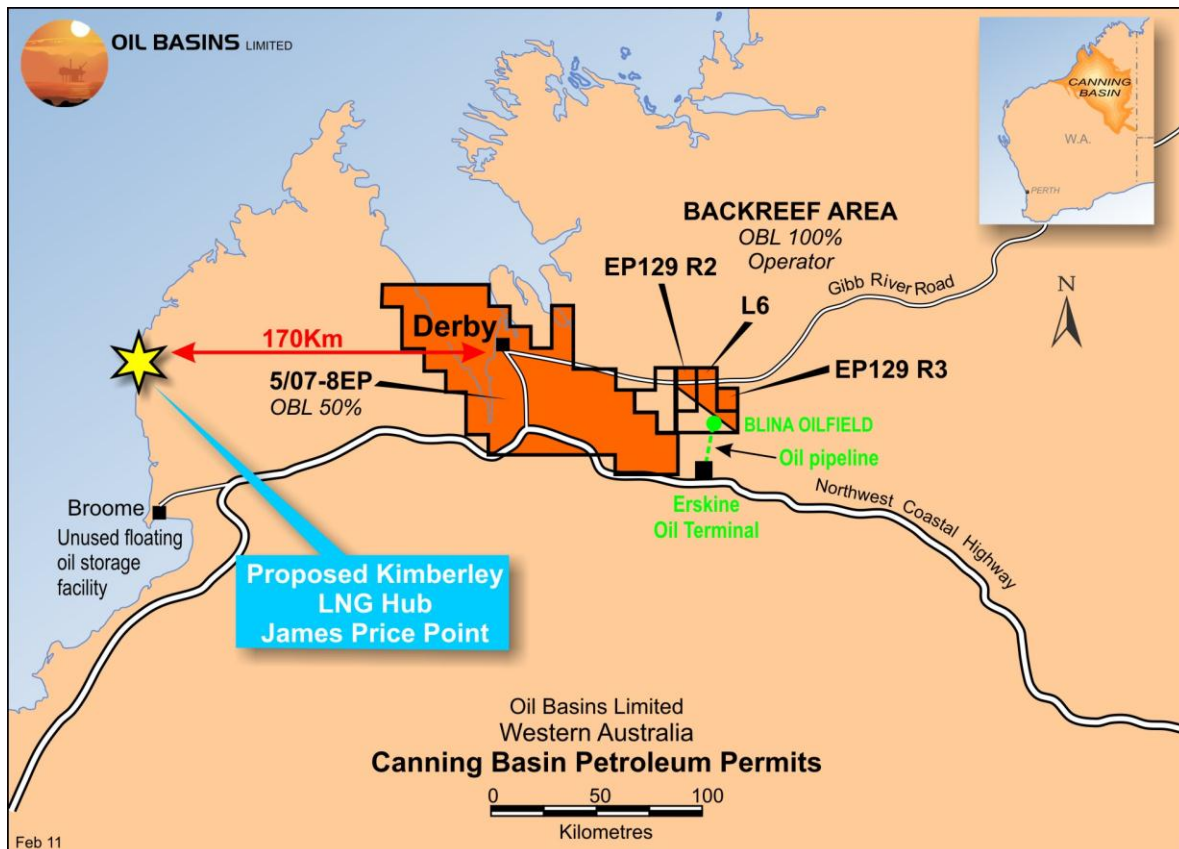 OIL BASINS LIMITED
CANNING
BASIN
W.A.
PERTH
BACKREEF AREA
OBL 100%
Operator
EP129 R2
L6
Gibb River Road
N
Derby
170Km
5/07-8EP
OBL 50%
EP129 R3
BLINA OILFIELD
Oil pipeline
Erskine
Oil Terminal
Northwest Coastal Highway
Broome
Unused floating
oil storage
facility
Proposed Kimberley
LNG Hub
James Price Point
Oil Basins Limited
Western Australia
Canning Basin Petroleum Permits
0 50 100
Kilometres
Feb 11